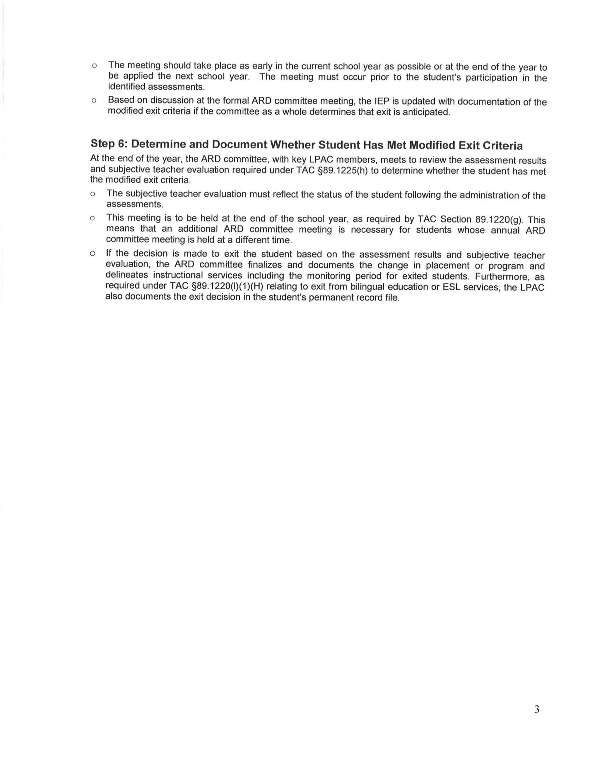 o The meeting should take place as early in the current school year as possible or at the end of the year to
be applied the next school year. The meeting must occur prior to the student's participation in the
identified assessments.
o Based on discussion at the formal ARD committee meeting, the IEP is updated with documentation of the
modified exit criteria if the committee as a whole determines that exit is anticipated.
Step 6: Determine and Document Whether Student Has Met Modified Exit Criteria
At the end of the year, the ARD committee, with key LPAC members, meets to review the assessment results
and subjective teacher evaluation required under TAC §89.1225(h) to determine whether the student has met
the modified exit criteria.
o The subjective teacher evaluation must reflect the status of the student following the administration of the
assessments.
o This meeting is to be held at the end of the school year, as required by TAC Section 89.1220(g). This
means that an additional ARD committee meeting is necessary for students whose annual ARD
committee meeting is held at a different time.
o If the decision is made to exit the student based on the assessment results and subjective teacher
evaluation, the ARD committee finalizes and documents the change in placement or program and
delineates instructional services including the monitoring period for exited students. Furthermore, as
required under TAC §89.1220(l)(1)(H) relating to exit from bilingual education or ESL services, the LPAC
also documents the exit decision in the student's permanent record file.
3